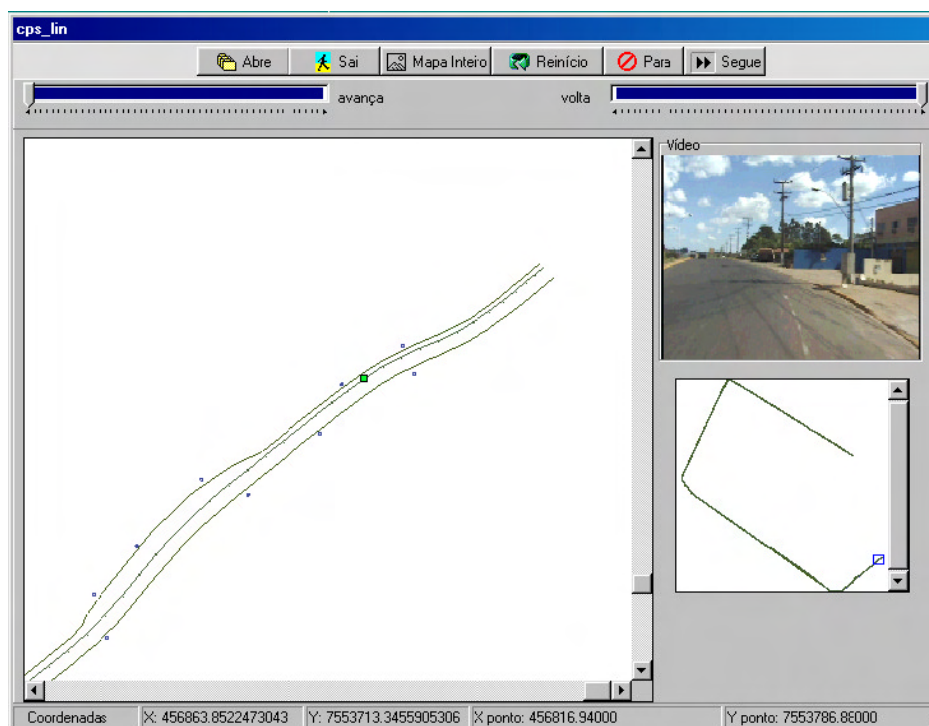 cps_lin
Abre Sai Mapa Inteiro Reinício Para Segue
avança volta
Vídeo
Coordenadas X: 456863.8522473043 Y: 7553713.3455905306 X ponto: 456816.94000 Y ponto: 7553786.8E000